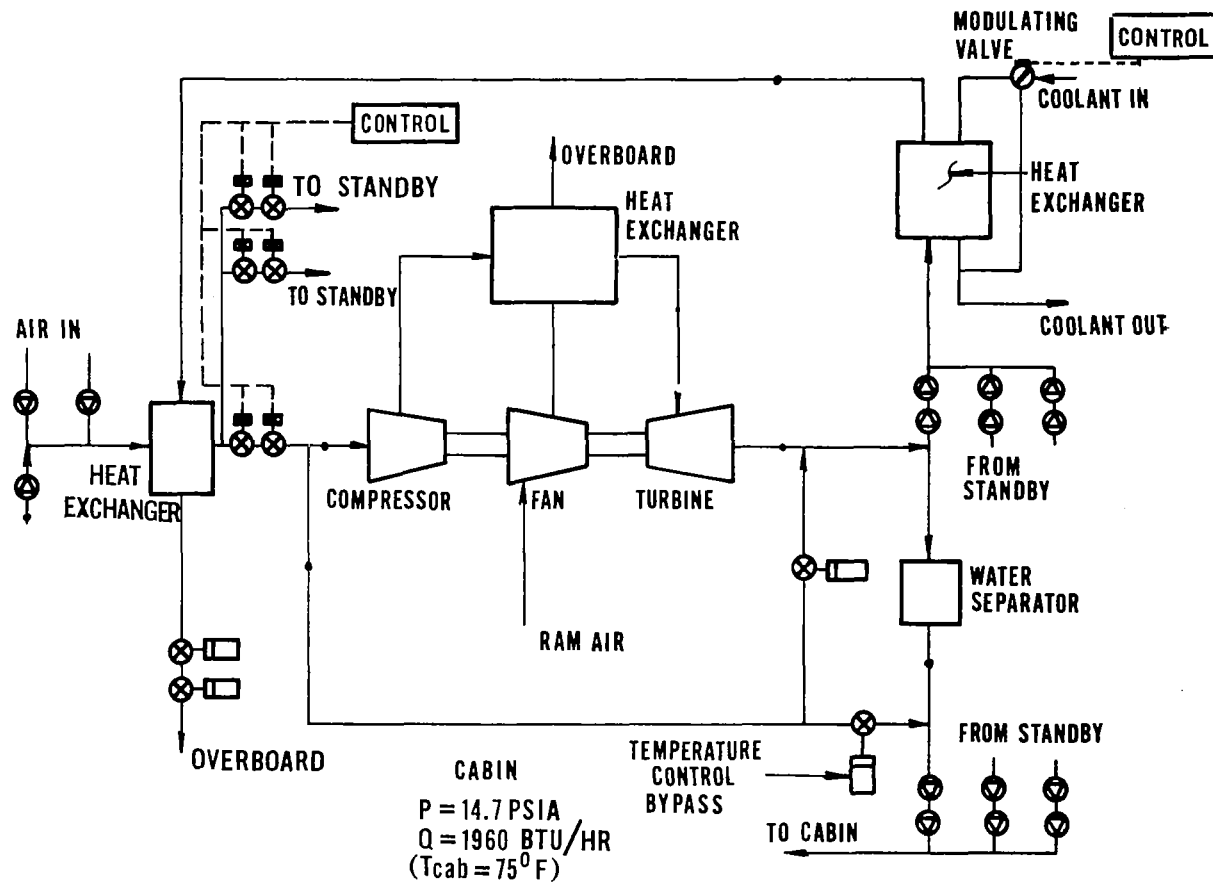 MODULATING
VALVE
CONTROL
COOLANT IN
CONTROL
OVERBOARD
TO STANDBY
HEAT
EXCHANGER
HEAT
EXCHANGER
TO STANDBY
AIR IN
COOLANT OUT
HEAT
EXCHANGER
COMPRESSOR
FAN
TURBINE
FROM
STANDBY
WATER
SEPARATOR
RAM AIR
OVERBOARD
CABIN
P = 14.7 PSIA
Q = 1960 BTU/HR
(Tcab = 75⁰ F)
TEMPERATURE
CONTROL
BYPASS
FROM STANDBY
TO CABIN